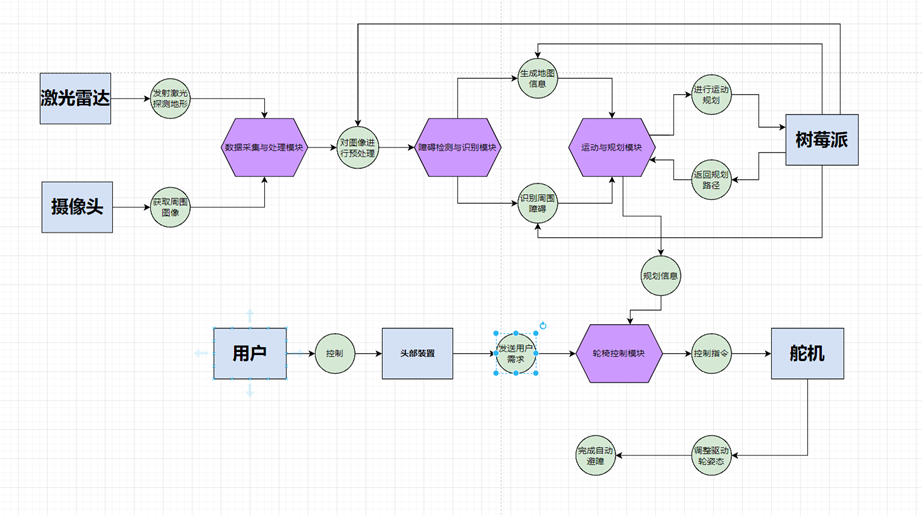 生成地图
信息
进行运动
规划
激光雷达
发射激光
探测地形
数据采集与处理模块
对图像进
行预处理
障碍检测与识别模块
运动与规划模块
树莓派
返回规划
路径
摄像头
获取周围
图像
识别周围
障碍
规划信息
用户
控制
头部装置
发送用户
需求
轮椅控制模块
控制指令
舵机
完成自动
避障
调整驱动
轮姿态